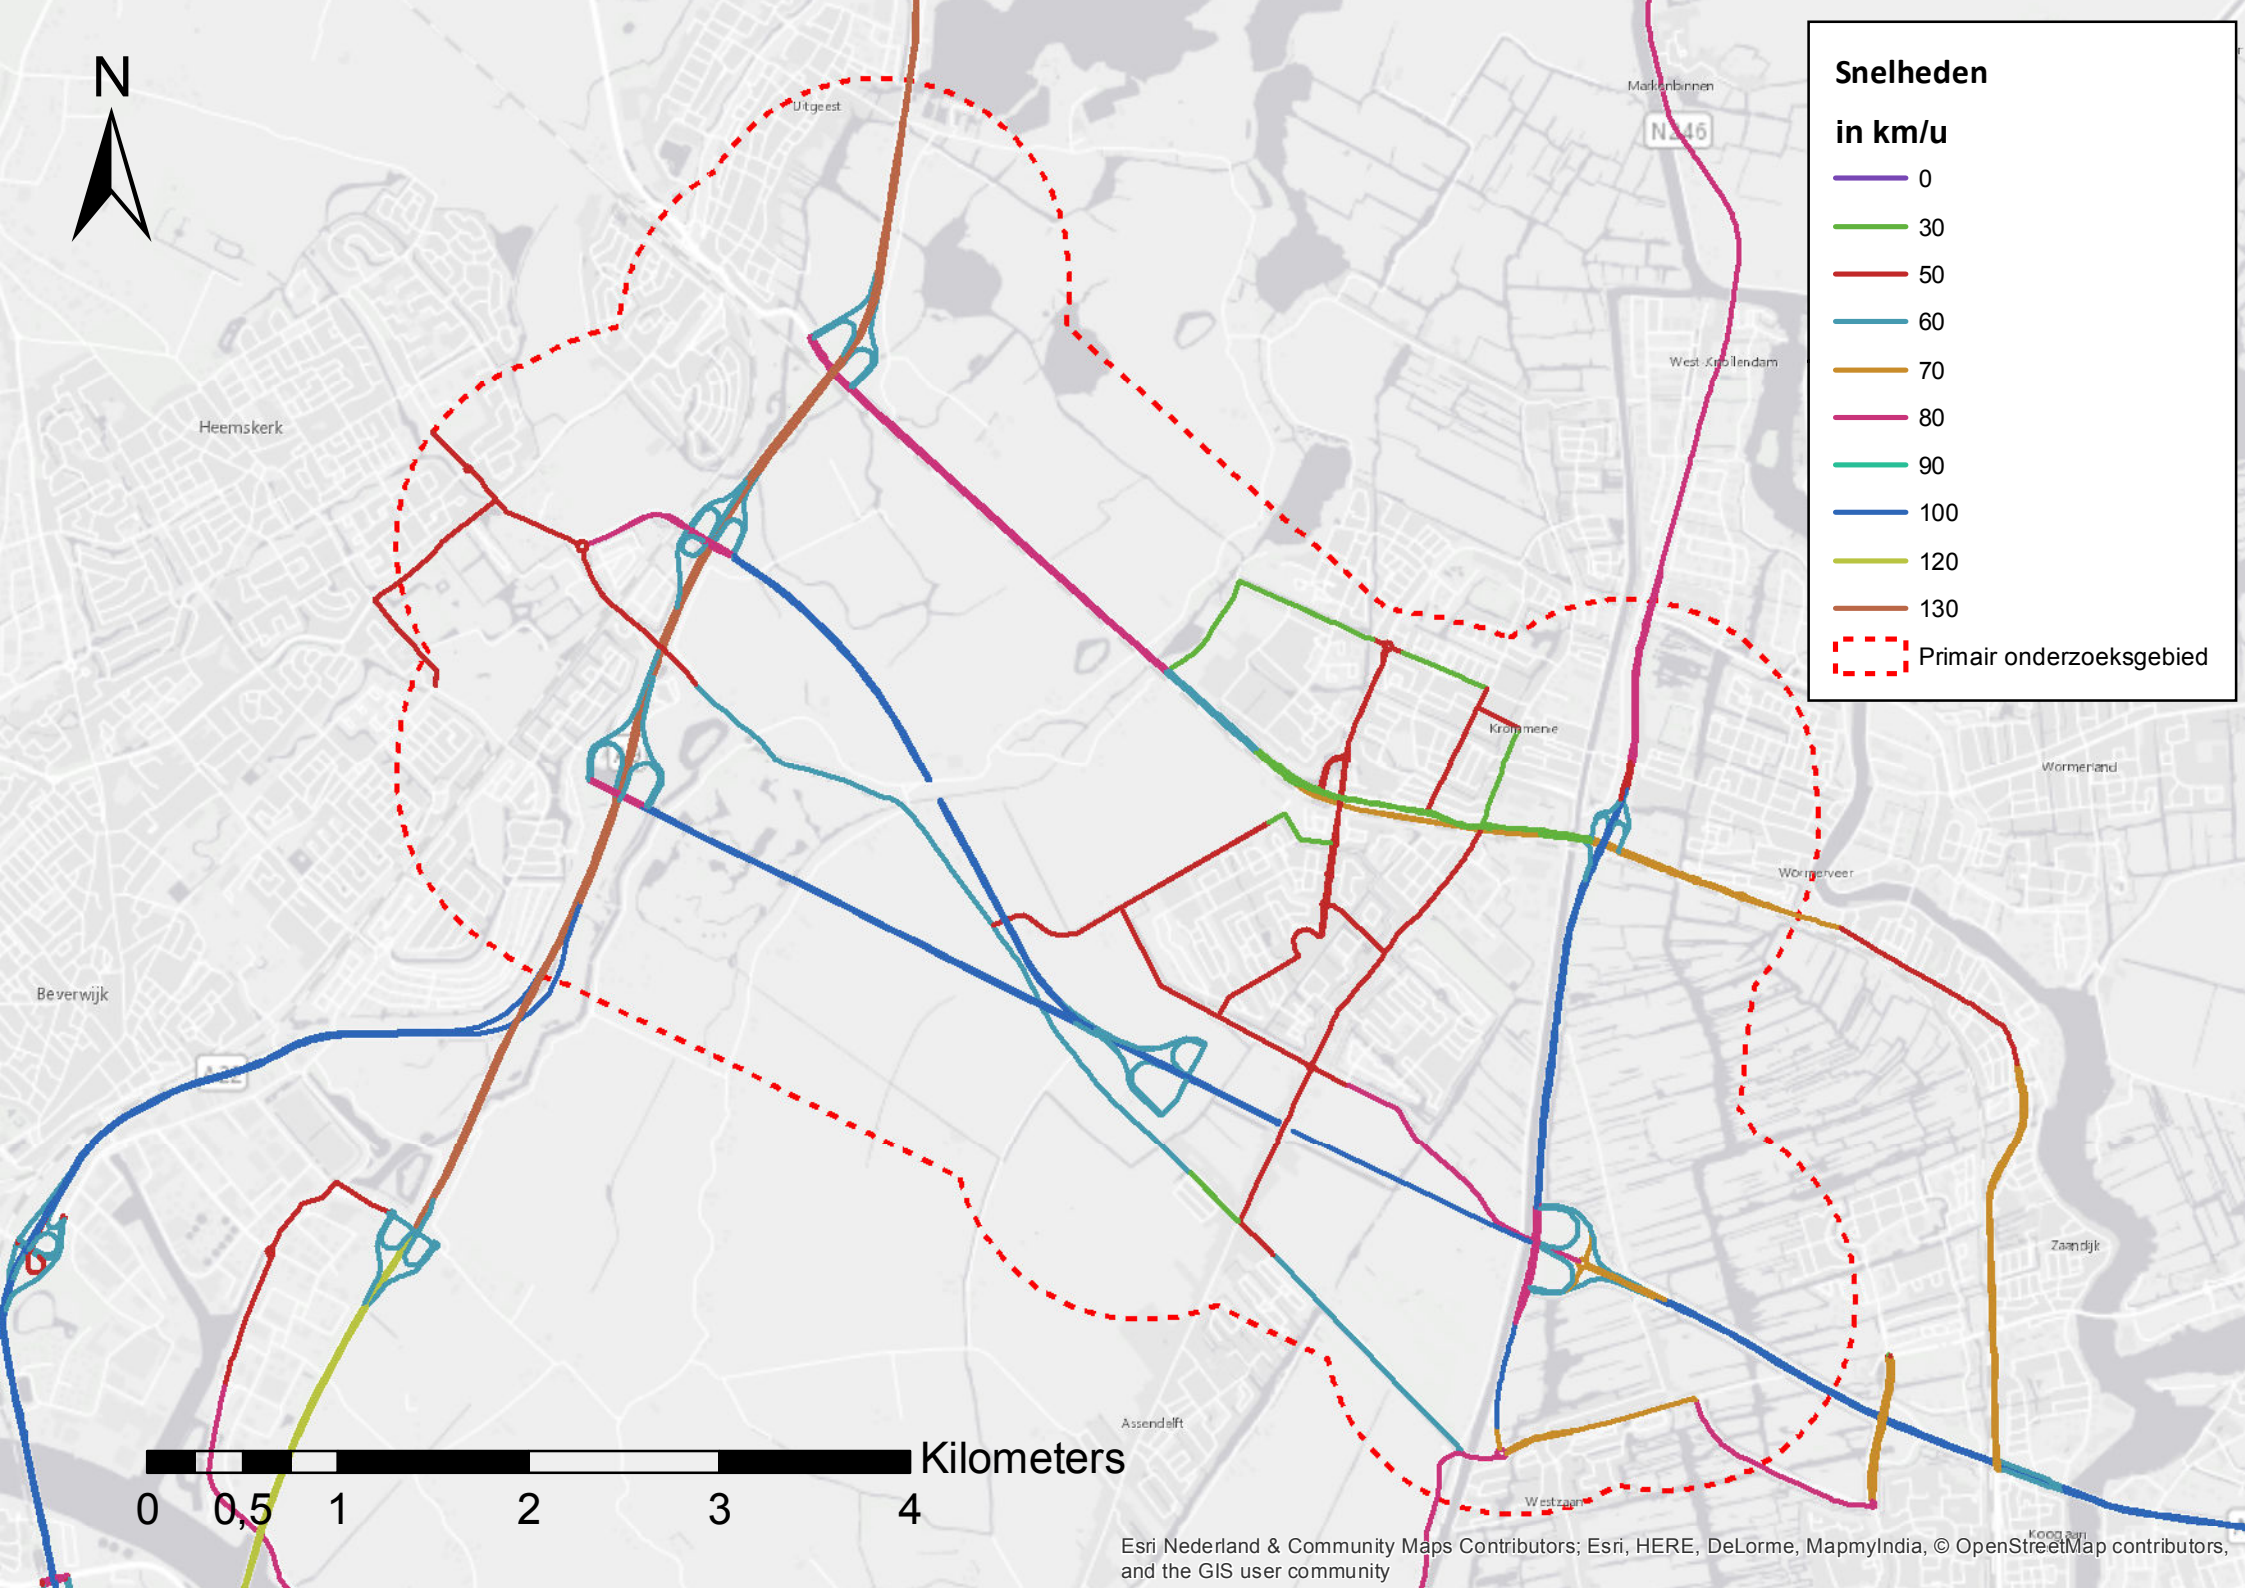 N
Uitgeest
Markenbinnen
N246
Snelheden
in km/u
0
30
50
60
70
80
90
100
120
130
Primair onderzoeksgebied
West-Knollendam
Heemskerk
Krommenie
Wormerland
Wormerveer
Beverwijk
A22
Zaandijk
Assendelft
Westzaan
Koog aan
Kilometers
0 0,5 1 2 3 4
Esri Nederland & Community Maps Contributors; Esri, HERE, DeLorme, MapmyIndia, © OpenStreetMap contributors,
and the GIS user community